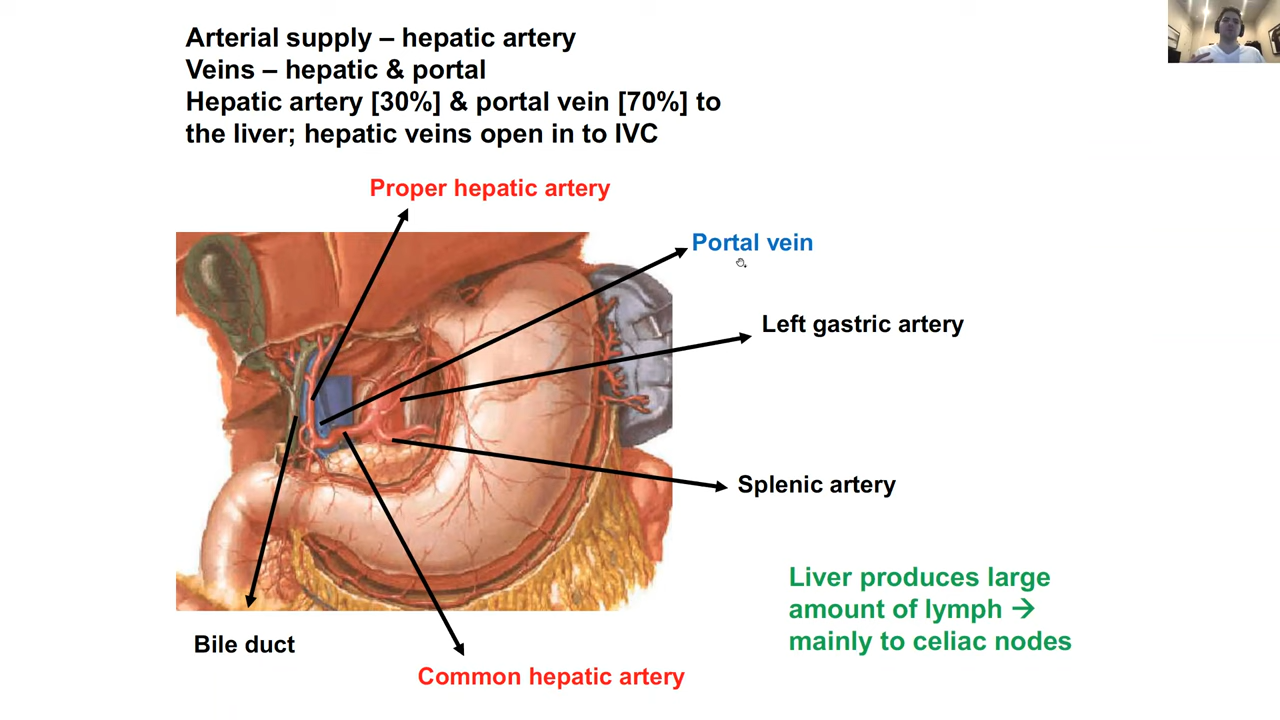 Arterial supply – hepatic artery
Veins – hepatic & portal
Hepatic artery [30%] & portal vein [70%] to
the liver; hepatic veins open in to IVC
Proper hepatic artery
Portal vein
Left gastric artery
Splenic artery
Liver produces large
amount of lymph →
mainly to celiac nodes
Bile duct
Common hepatic artery